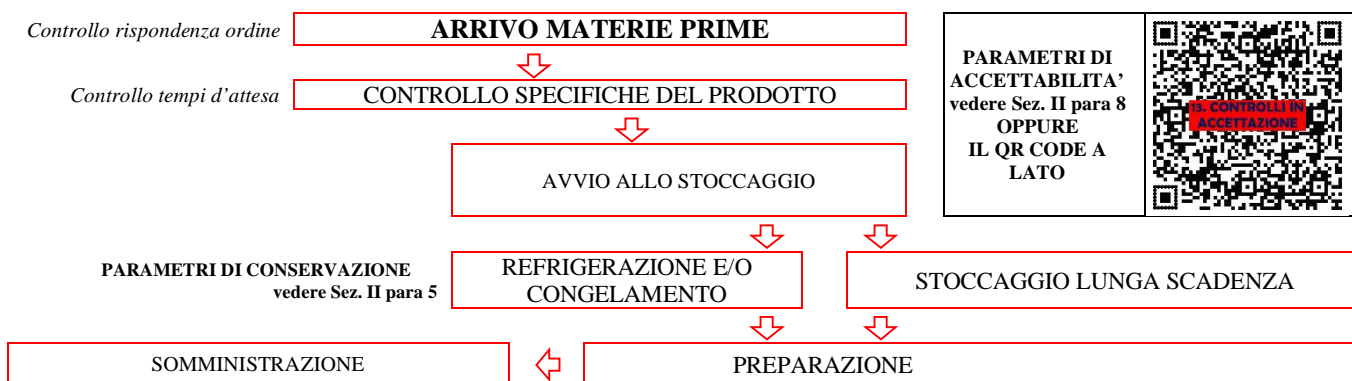 Controllo rispondenza ordine
ARRIVO MATERIE PRIME
Controllo tempi d'attesa
CONTROLLO SPECIFICHE DEL PRODOTTO
PARAMETRI DI
ACCETTABILITA'
vedere Sez. II para 8
OPPURE
IL QR CODE A
LATO
13. CONTROLLI IN
ACCETTAZIONE
AVVIO ALLO STOCCAGGIO
PARAMETRI DI CONSERVAZIONE
vedere Sez. II para 5
REFRIGERAZIONE E/O
CONGELAMENTO
STOCCAGGIO LUNGA SCADENZA
SOMMINISTRAZIONE
PREPARAZIONE